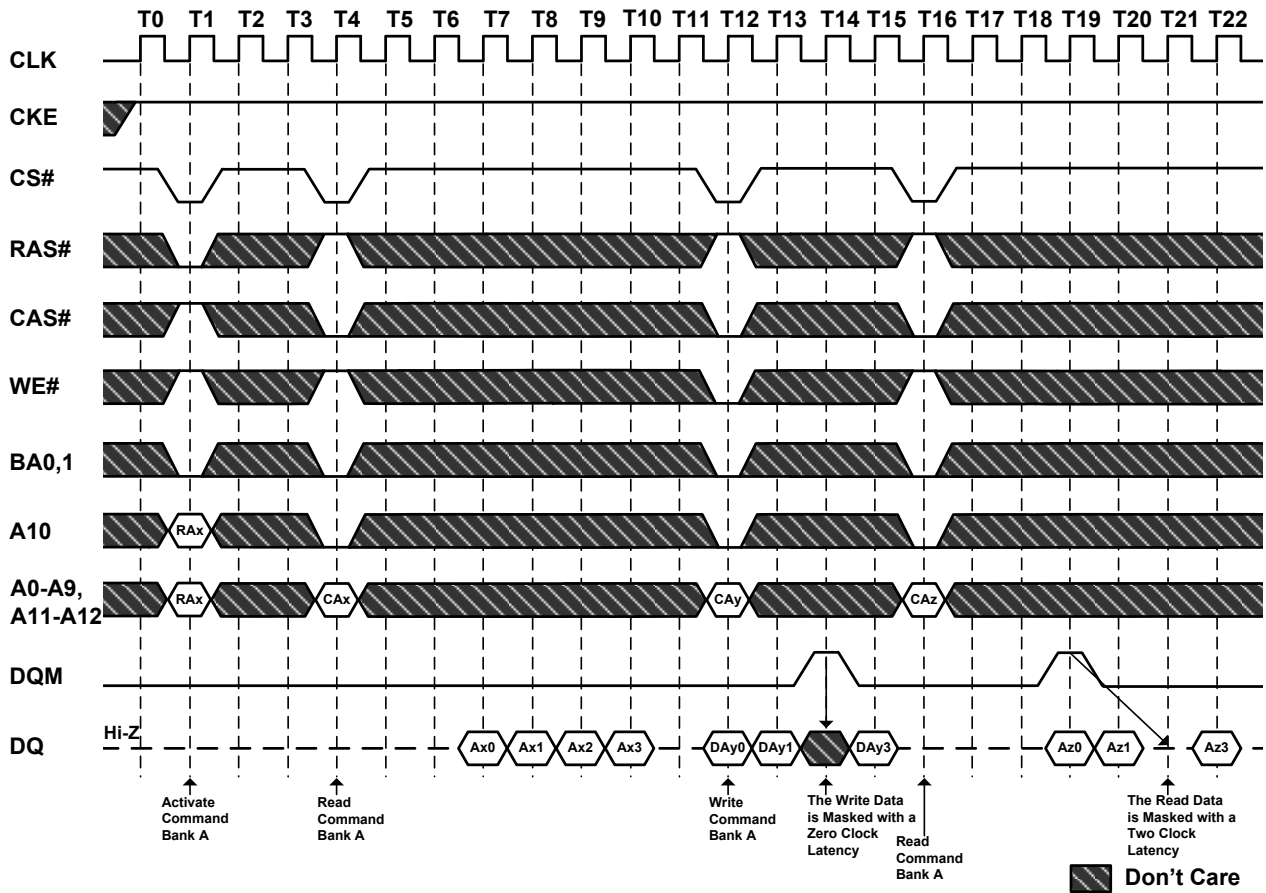 T0 T1 T2 T3 T4 T5 T6 T7 T8 T9 T10 T11 T12 T13 T14 T15 T16 T17 T18 T19 T20 T21 T22
CLK
CKE
CS#
RAS#
CAS#
WE#
BA0,1
A10
RAx
A0-A9,
A11-A12
RAx CAx CAy CAz
DQM
Hi-Z
DQ
Ax0 Ax1 Ax2 Ax3 DAy0 DAy1 DAy3 Az0 Az1 Az3
Activate
Command
Bank A
Read
Command
Bank A
Write
Command
Bank A
The Write Data
is Masked with a
Zero Clock
Latency
Read
Command
Bank A
The Read Data
is Masked with a
Two Clock
Latency
Don't Care